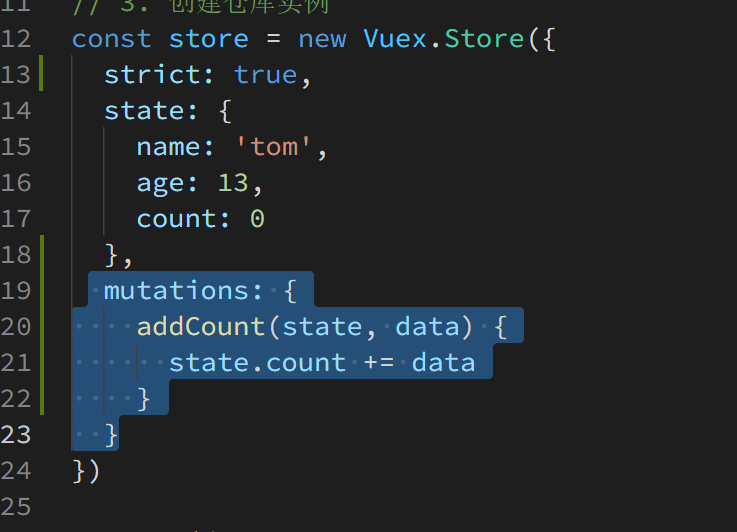 11 // 3. 创建仓库实例
12 const store = new Vuex.Store({
13 strict: true,
14 state: {
15 name: 'tom',
16 age: 13,
17 count: 0
18 },
19 mutations: {
20 addCount(state, data) {
21 state.count += data
22 }
23 }
24 })
25